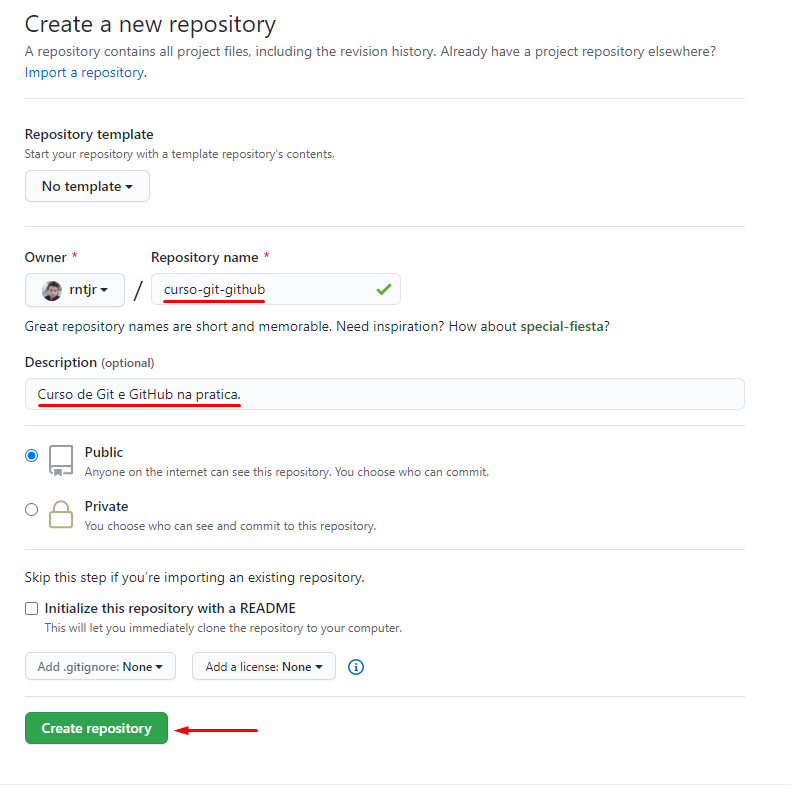 Create a new repository
A repository contains all project files, including the revision history. Already have a project repository elsewhere?
Import a repository.
Repository template
Start your repository with a template repository's contents.
No template
Owner * Repository name *
rntjr / curso-git-github
Great repository names are short and memorable. Need inspiration? How about special-fiesta?
Description (optional)
Curso de Git e GitHub na pratica.
Public
Anyone on the internet can see this repository. You choose who can commit.
Private
You choose who can see and commit to this repository.
Skip this step if you're importing an existing repository.
Initialize this repository with a README
This will let you immediately clone the repository to your computer.
Add .gitignore: None Add a license: None
Create repository